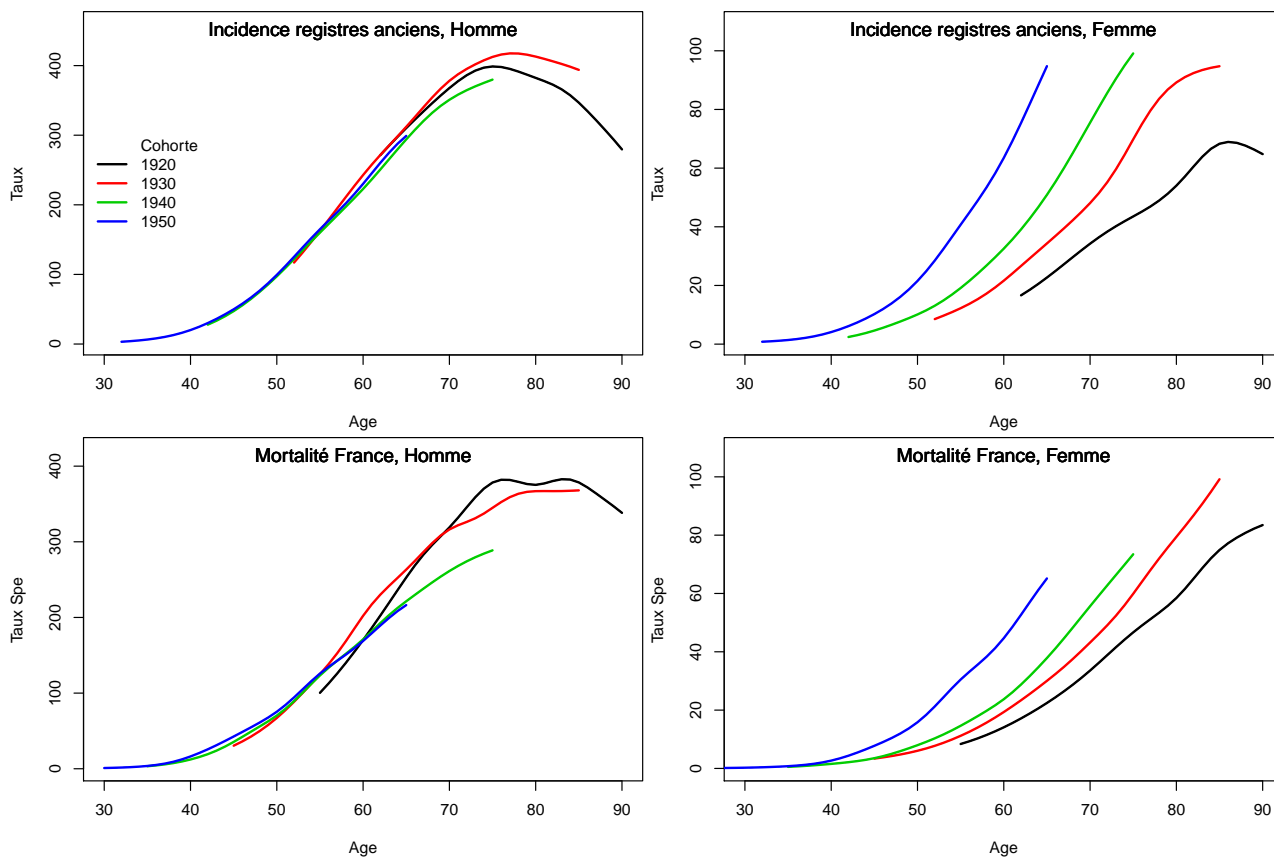 Incidence registres anciens, Homme
Taux
400
300
200
100
0
Cohorte
1920
1930
1940
1950
30 40 50 60 70 80 90
Age
Incidence registres anciens, Femme
Taux
100
80
60
40
20
0
30 40 50 60 70 80 90
Age
Mortalité France, Homme
Taux Spe
400
300
200
100
0
30 40 50 60 70 80 90
Age
Mortalité France, Femme
Taux Spe
100
80
60
40
20
0
30 40 50 60 70 80 90
Age